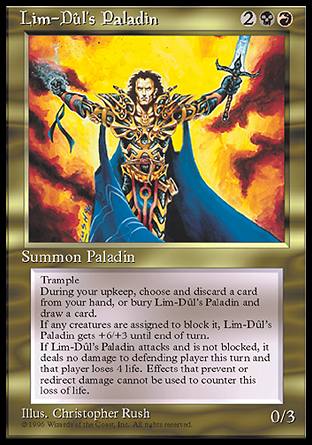 Lim-Dûl's Paladin 2
Summon Paladin
Trample
During your upkeep, choose and discard a card
from your hand, or bury Lim-Dûl's Paladin and
draw a card.
If any creatures are assigned to block it, Lim-Dûl's
Paladin gets +6/+3 until end of turn.
If Lim-Dûl's Paladin attacks and is not blocked, it
deals no damage to defending player this turn and
that player loses 4 life. Effects that prevent or
redirect damage cannot be used to counter this
loss of life.
Illus. Christopher Rush
0/3
©1996 Wizards of the Coast, Inc. All rights reserved.